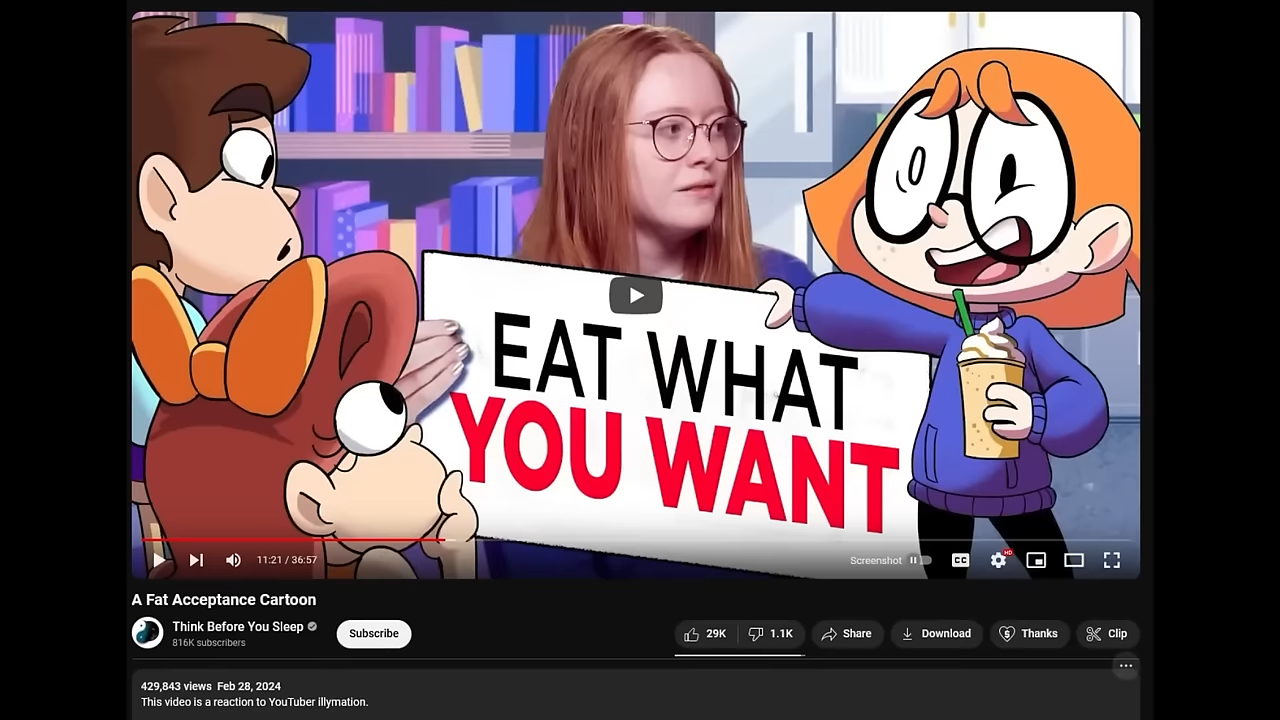 EAT WHAT
YOU WANT
11:21 / 36:57
Screenshot
CC
HD
A Fat Acceptance Cartoon
Think Before You Sleep
816K subscribers
Subscribe
29K
1.1K
Share
Download
Thanks
Clip
429,843 views Feb 28, 2024
This video is a reaction to YouTuber illymation.